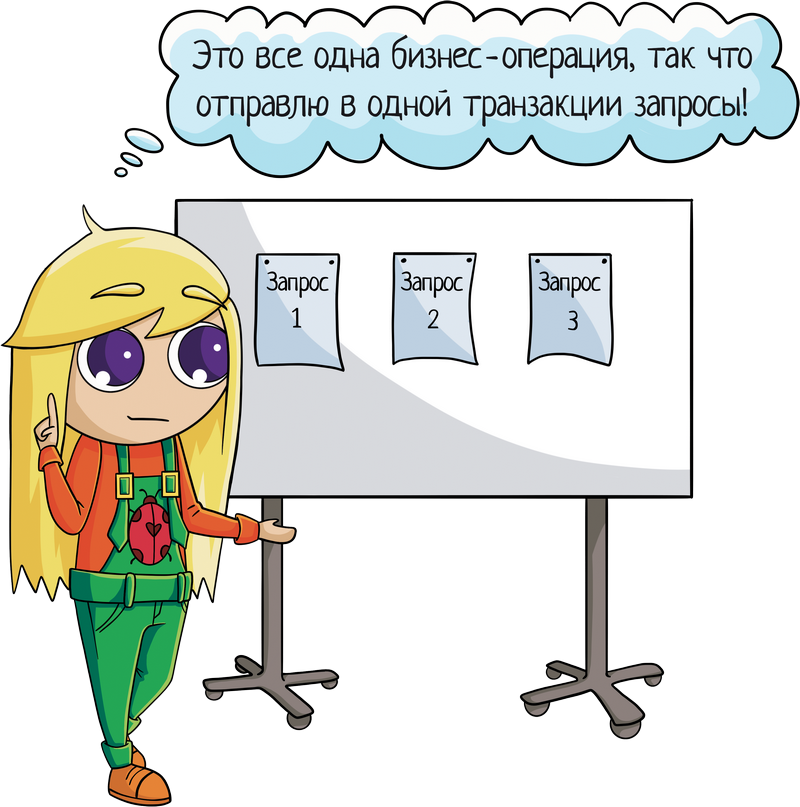 Это все одна бизнес-операция, так что
отправлю в одной транзакции запросы!
Запрос
1
Запрос
2
Запрос
3